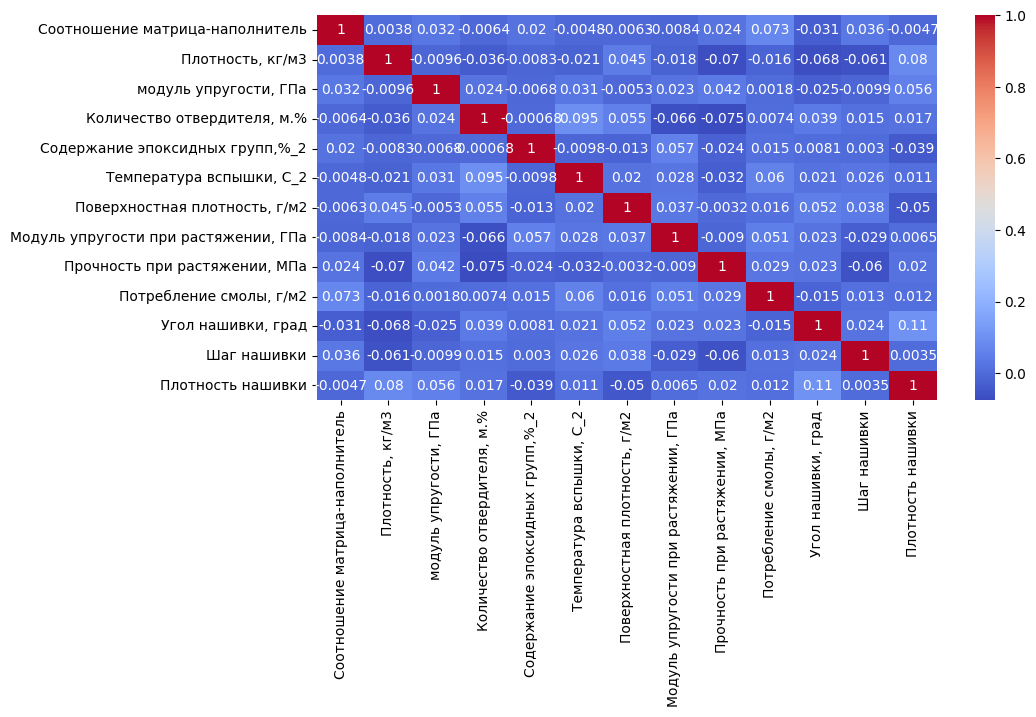 Соотношение матрица-наполнитель 1 0.0038 0.032 -0.0064 0.02 -0.0048 -0.0063 0.0084 0.024 0.073 -0.031 0.036 -0.0047
Плотность, кг/м3 0.0038 1 -0.0096 -0.036 -0.0083 -0.021 0.045 -0.018 -0.07 -0.016 -0.068 -0.061 0.08
модуль упругости, ГПа 0.032 -0.0096 1 0.024 -0.0068 0.031 -0.0053 0.023 0.042 0.0018 -0.025 -0.0099 0.056
Количество отвердителя, м.% -0.0064 -0.036 0.024 1 -0.00068 0.095 0.055 -0.066 -0.075 0.0074 0.039 0.015 0.017
Содержание эпоксидных групп,%_2 0.02 -0.0083 -0.0068 0.00068 1 -0.0098 -0.013 0.057 -0.024 0.015 0.0081 0.003 -0.039
Температура вспышки, С_2 -0.0048 -0.021 0.031 0.095 -0.0098 1 0.02 0.028 -0.032 0.06 0.021 0.026 0.011
Поверхностная плотность, г/м2 -0.0063 0.045 -0.0053 0.055 -0.013 0.02 1 0.037 -0.0032 0.016 0.052 0.038 -0.05
Модуль упругости при растяжении, ГПа -0.0084 -0.018 0.023 -0.066 0.057 0.028 0.037 1 -0.009 0.051 0.023 -0.029 0.0065
Прочность при растяжении, МПа 0.024 -0.07 0.042 -0.075 -0.024 -0.032 -0.0032 -0.009 1 0.029 0.023 -0.06 0.02
Потребление смолы, г/м2 0.073 -0.016 0.0018 0.0074 0.015 0.06 0.016 0.051 0.029 1 -0.015 0.013 0.012
Угол нашивки, град -0.031 -0.068 -0.025 0.039 0.0081 0.021 0.052 0.023 0.023 -0.015 1 0.024 0.11
Шаг нашивки 0.036 -0.061 -0.0099 0.015 0.003 0.026 0.038 -0.029 -0.06 0.013 0.024 1 0.0035
Плотность нашивки -0.0047 0.08 0.056 0.017 -0.039 0.011 -0.05 0.0065 0.02 0.012 0.11 0.0035 1
Соотношение матрица-наполнитель
Плотность, кг/м3
модуль упругости, ГПа
Количество отвердителя, м.%
Содержание эпоксидных групп,%_2
Температура вспышки, С_2
Поверхностная плотность, г/м2
Модуль упругости при растяжении, ГПа
Прочность при растяжении, МПа
Потребление смолы, г/м2
Угол нашивки, град
Шаг нашивки
Плотность нашивки
1.0
0.8
0.6
0.4
0.2
0.0